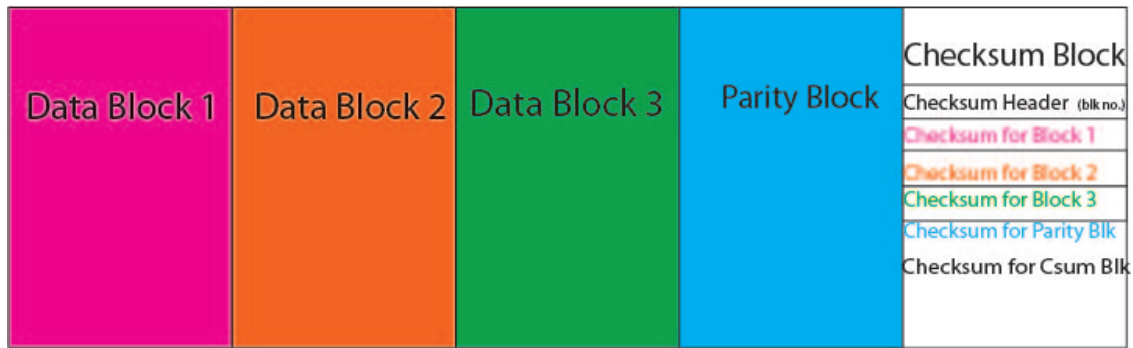 Data Block 1
Data Block 2
Data Block 3
Parity Block
Checksum Block
Checksum Header (blk no.)
Checksum for Block 1
Checksum for Block 2
Checksum for Block 3
Checksum for Parity Blk
Checksum for Csum Blk